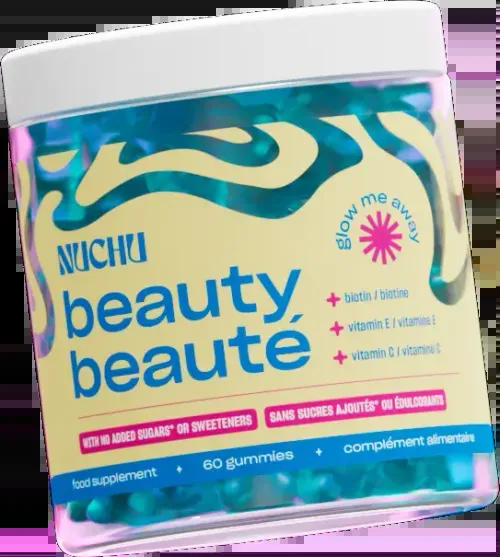 glow me away
NUCHU
beauty
beauté
biotin / biotine
vitamin E / vitamine E
vitamin C / vitamine C
WITH NO ADDED SUGARS* OR SWEETENERS
SANS SUCRES AJOUTÉS* OU ÉDULCORANTS
food supplement + 60 gummies + complément alimentaire